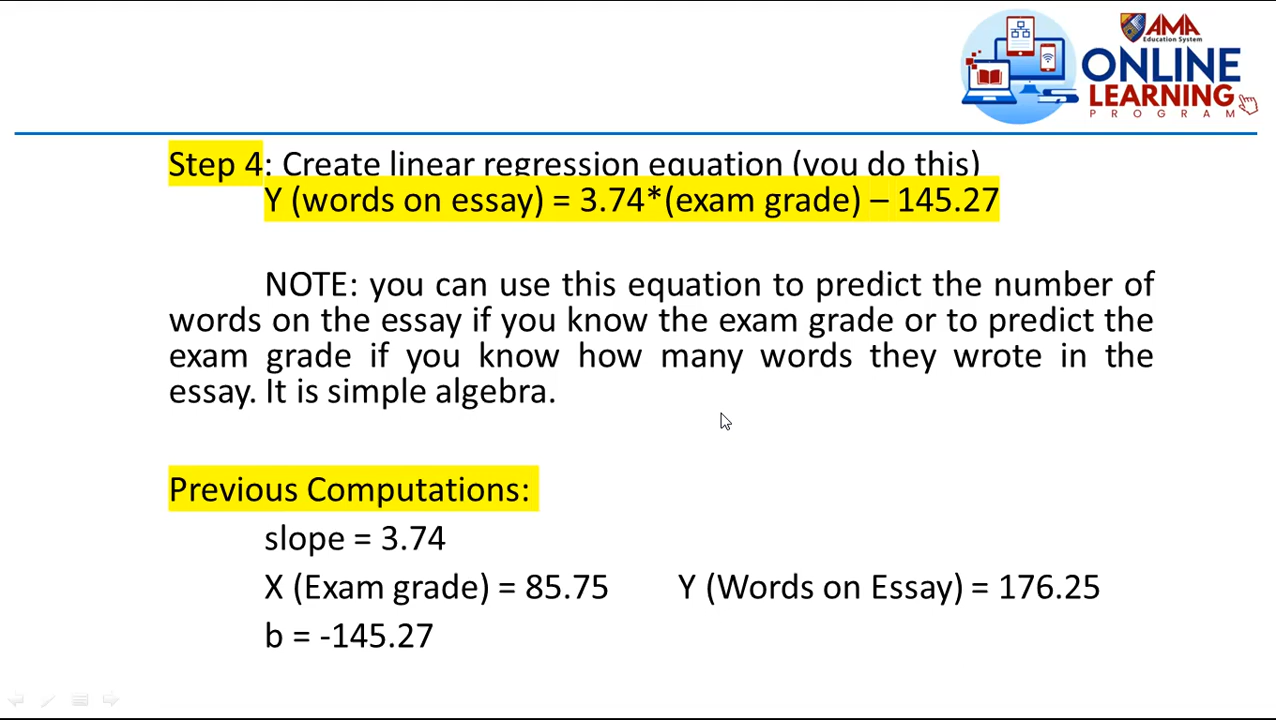 AMA
Education System
ONLINE
LEARNING
PROGRAM
Step 4: Create linear regression equation (you do this)
Y (words on essay) = 3.74*(exam grade) – 145.27
NOTE: you can use this equation to predict the number of
words on the essay if you know the exam grade or to predict the
exam grade if you know how many words they wrote in the
essay. It is simple algebra.
Previous Computations:
slope = 3.74
X (Exam grade) = 85.75 Y (Words on Essay) = 176.25
b = -145.27